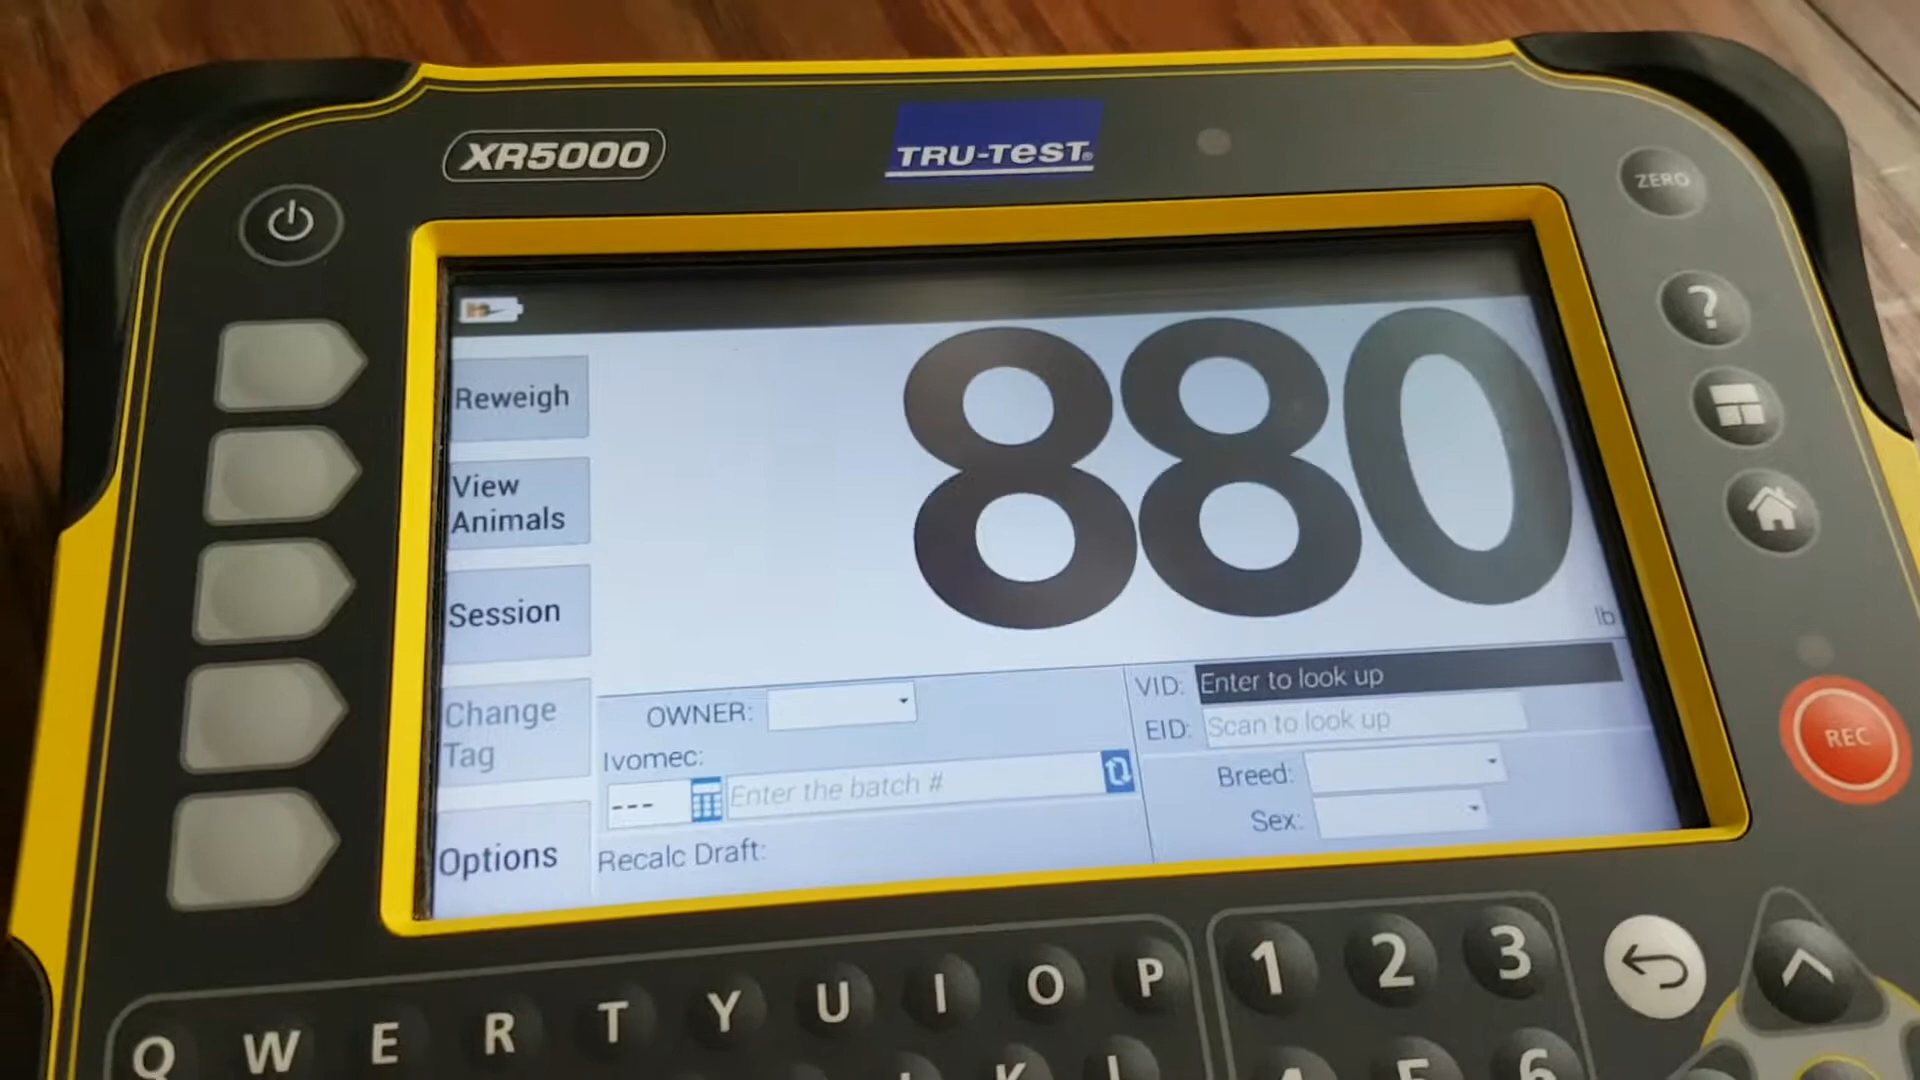 XR5000
TRU-TEST®
ZERO
?
880
lb
Reweigh
View
Animals
Session
Change
Tag
Options
OWNER:
Ivomec:
--- Enter the batch #
Recalc Draft:
VID: Enter to look up
EID: Scan to look up
Breed:
Sex:
REC
Q W E R T Y U I O P
1 2 3